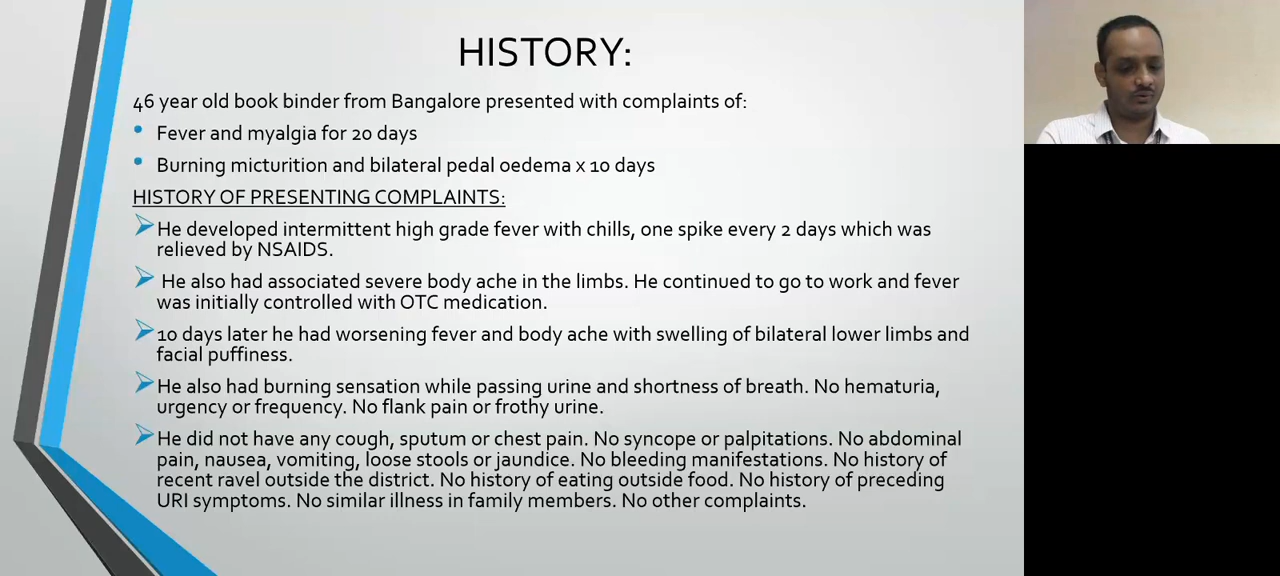 HISTORY:
46 year old book binder from Bangalore presented with complaints of:
• Fever and myalgia for 20 days
• Burning micturition and bilateral pedal oedema x 10 days
HISTORY OF PRESENTING COMPLAINTS:
He developed intermittent high grade fever with chills, one spike every 2 days which was
relieved by NSAIDS.
He also had associated severe body ache in the limbs. He continued to go to work and fever
was initially controlled with OTC medication.
10 days later he had worsening fever and body ache with swelling of bilateral lower limbs and
facial puffiness.
He also had burning sensation while passing urine and shortness of breath. No hematuria,
urgency or frequency. No flank pain or frothy urine.
He did not have any cough, sputum or chest pain. No syncope or palpitations. No abdominal
pain, nausea, vomiting, loose stools or jaundice. No bleeding manifestations. No history of
recent ravel outside the district. No history of eating outside food. No history of preceding
URI symptoms. No similar illness in family members. No other complaints.